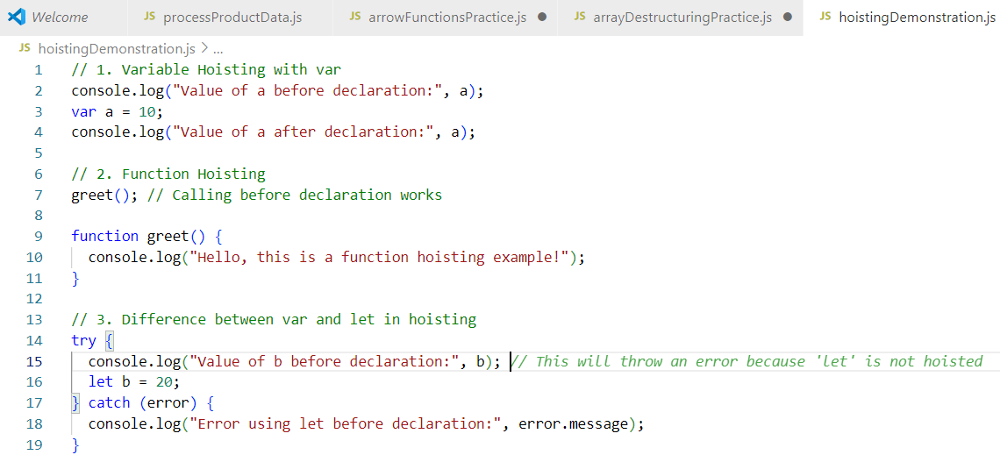 Welcome JS processProductData.js JS arrowFunctionsPractice.js JS arrayDestructuringPractice.js JS hoistingDemonstration.js
JS hoistingDemonstration.js > ...
1 // 1. Variable Hoisting with var
2 console.log("Value of a before declaration:", a);
3 var a = 10;
4 console.log("Value of a after declaration:", a);
5
6 // 2. Function Hoisting
7 greet(); // Calling before declaration works
8
9 function greet() {
10   console.log("Hello, this is a function hoisting example!");
11 }
12
13 // 3. Difference between var and let in hoisting
14 try {
15   console.log("Value of b before declaration:", b); // This will throw an error because 'let' is not hoisted
16   let b = 20;
17 } catch (error) {
18   console.log("Error using let before declaration:", error.message);
19 }